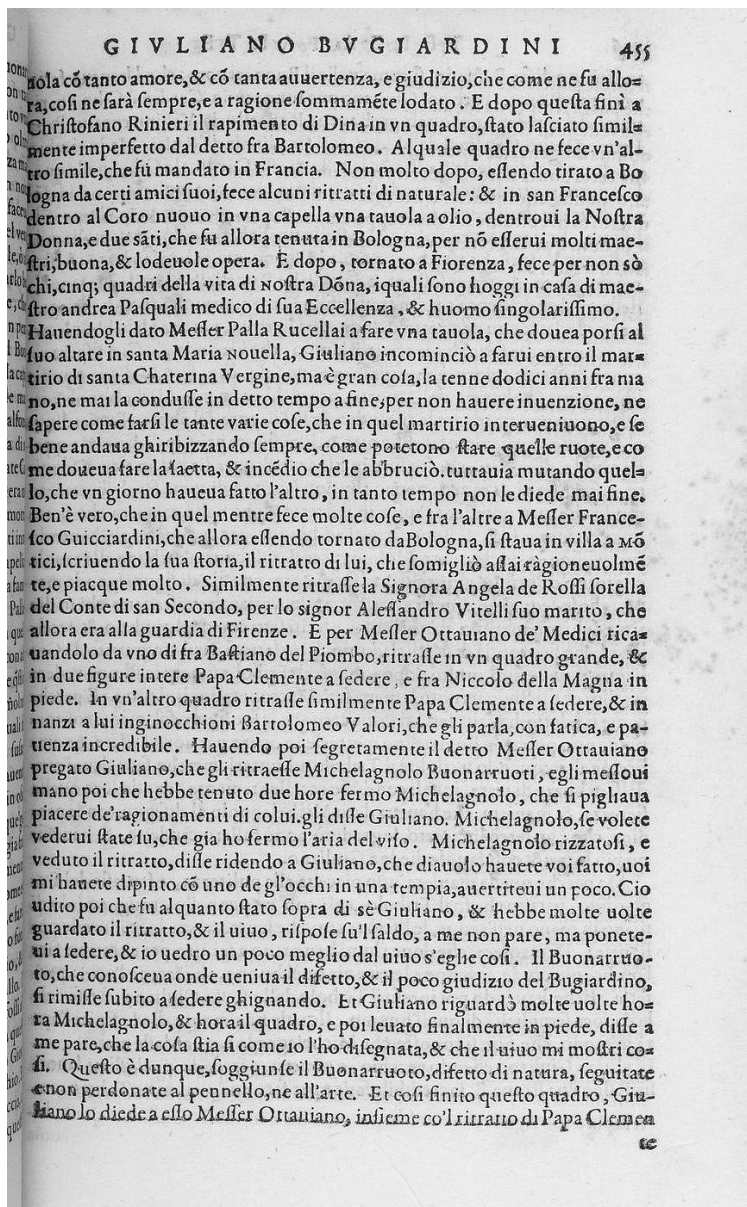 GIVLIANO BVGIARDINI 455
uola cõ tanto amore, & cõ tanta auuertenza, e giudizio, che come ne fu allo=
ra, cosi ne sarà sempre, e a ragione sommaméte lodato. E dopo questa finì a
Christofano Rinieri il rapimento di Dina in vn quadro, stato lasciato simil=
mente imperfetto dal detto fra Bartolomeo. Alquale quadro ne fece vn'al-
tro simile, che fù mandato in Francia. Non molto dopo, essendo tirato a Bo
logna da certi amici suoi, fece alcuni ritratti di naturale: & in san Francesco
dentro al Coro nuouo in vna capella vna tauola a olio, dentroui la Nostra
Donna, e due sãti, che fu allora tenuta in Bologna, per nõ esserui molti mae-
stri, buona, & lodeuole opera. E dopo, tornato a Fiorenza, fece per non sò
chi, cinq; quadri della vita di Nostra Dõna, iquali sono hoggi in casa di mae-
stro andrea Pasquali medico di sua Eccellenza, & huomo singolarissimo.
Hauendogli dato Messer Palla Rucellai a fare vna tauola, che douea porsi al
suo altare in santa Maria Nouella, Giuliano incominciò a farui entro il mar=
tirio di santa Chaterina Vergine, ma è gran cosa, la tenne dodici anni fra ma
no, ne mai la condusse in detto tempo a fine, per non hauere inuenzione, ne
sapere come farsi le tante varie cose, che in quel martirio interueniuono, e se
bene andaua ghiribizzando sempre, come potetono stare quelle ruote, e co
me doueua fare la saetta, & incédio che le abbruciò. tuttauia mutando quel=
lo, che vn giorno haueua fatto l'altro, in tanto tempo non le diede mai fine.
Ben'è vero, che in quel mentre fece molte cose, e fra l'altre a Messer France-
sco Guicciardini, che allora essendo tornato da Bologna, si staua in villa a Mõ
tici, scriuendo la sua storia, il ritratto di lui, che somigliò assai ràgioneuolmé
te, e piacque molto. Similmente ritrasse la Signora Angela de Rossi sorella
del Conte di san Secondo, per lo signor Alessandro Vitelli suo marito, che
allora era alla guardia di Firenze. E per Messer Ottauiano de' Medici rica=
uandolo da vno di fra Bastiano del Piombo, ritrasse in vn quadro grande, &
in due figure intere Papa Clemente a sedere, e fra Niccolo della Magna in
piede. In vn'altro quadro ritrasse similmente Papa Clemente a sedere, & in
nanzi a lui inginocchioni Bartolomeo Valori, che gli parla, con fatica, e pa-
tienza incredibile. Hauendo poi segretamente il detto Messer Ottauiano
pregato Giuliano, che gli ritraesse Michelagnolo Buonarruoti, egli messoui
mano poi che hebbe tenuto due hore fermo Michelagnolo, che si pigliaua
piacere de'ragionamenti di colui. gli disse Giuliano. Michelagnolo, se volete
vederui state su, che gia ho fermo l'aria del viso. Michelagnolo rizzatosi, e
veduto il ritratto, disse ridendo a Giuliano, che diauolo hauete voi fatto, uoi
mi hauete dipinto cõ uno de gl'occhi in una tempia, auertiteui un poco. Cio
udito poi che fu alquanto stato sopra di sè Giuliano, & hebbe molte uolte
guardato il ritratto, & il uiuo, rispose su'l saldo, a me non pare, ma ponete-
ui a sedere, & io uedro un poco meglio dal uiuo s'egli e cosi. Il Buonarruo-
to, che conosceua onde ueniua il difetto, & il poco giudizio del Bugiardino,
si rimisse subito a sedere ghignando. Et Giuliano riguardò molte uolte ho=
ra Michelagnolo, & hora il quadro, e poi leuato finalmente in piede, disse a
me pare, che la cosa stia si come io l'ho disegnata, & che il uiuo mi mostri co=
si. Questo è dunque, soggiunse il Buonarruoto, difetto di natura, seguitate
e non perdonate al pennello, ne all'arte. Et cosi finito questo quadro, Giu-
liano lo diede a esso Messer Ottauiano, insieme co'l ritratto di Papa Clemen
te